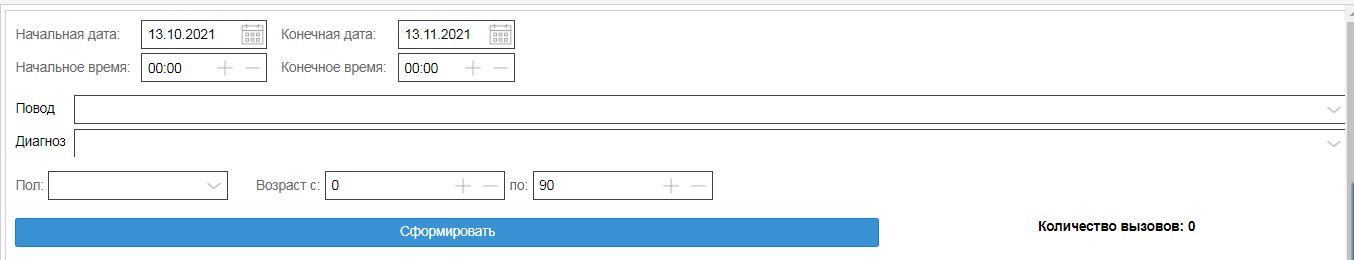 Начальная дата: 13.10.2021 Конечная дата: 13.11.2021
Начальное время: 00:00 Конечное время: 00:00
Повод
Диагноз
Пол: Возраст с: 0 по: 90
Сформировать Количество вызовов: 0